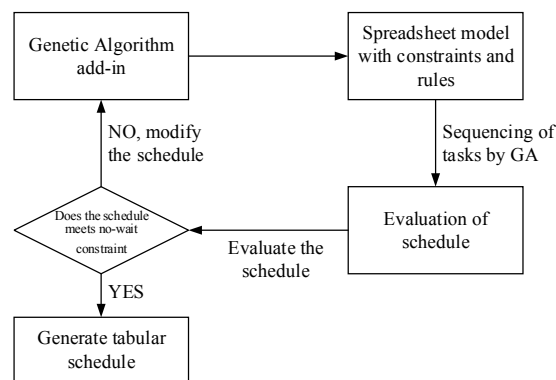 Genetic Algorithm
add-in
Spreadsheet model
with constraints and
rules
NO, modify
the schedule
Sequencing of
tasks by GA
Does the schedule
meets no-wait
constraint
Evaluate the
schedule
Evaluation of
schedule
YES
Generate tabular
schedule